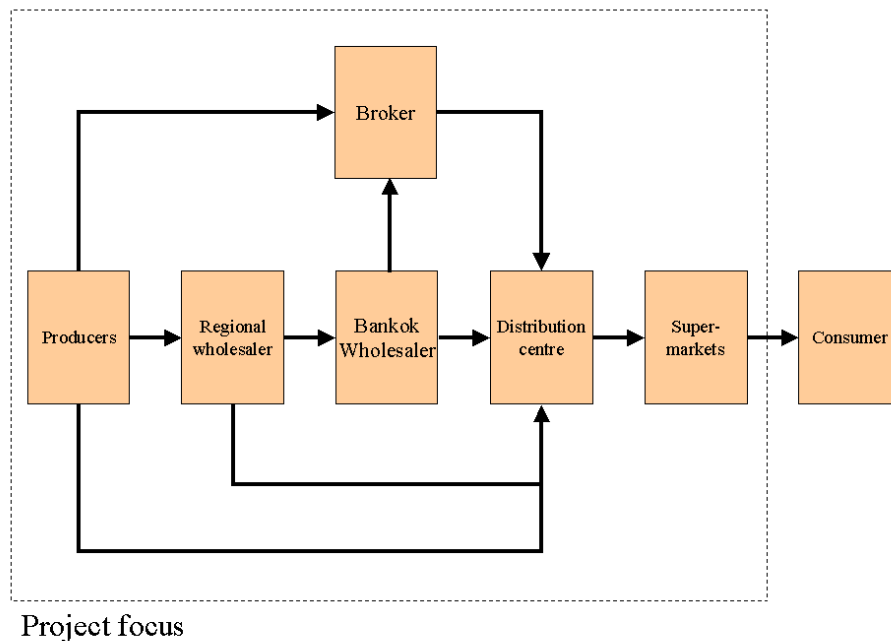 Broker
Producers
Regional
wholesaler
Bankok
Wholesaler
Distribution
centre
Super-
markets
Consumer
Project focus